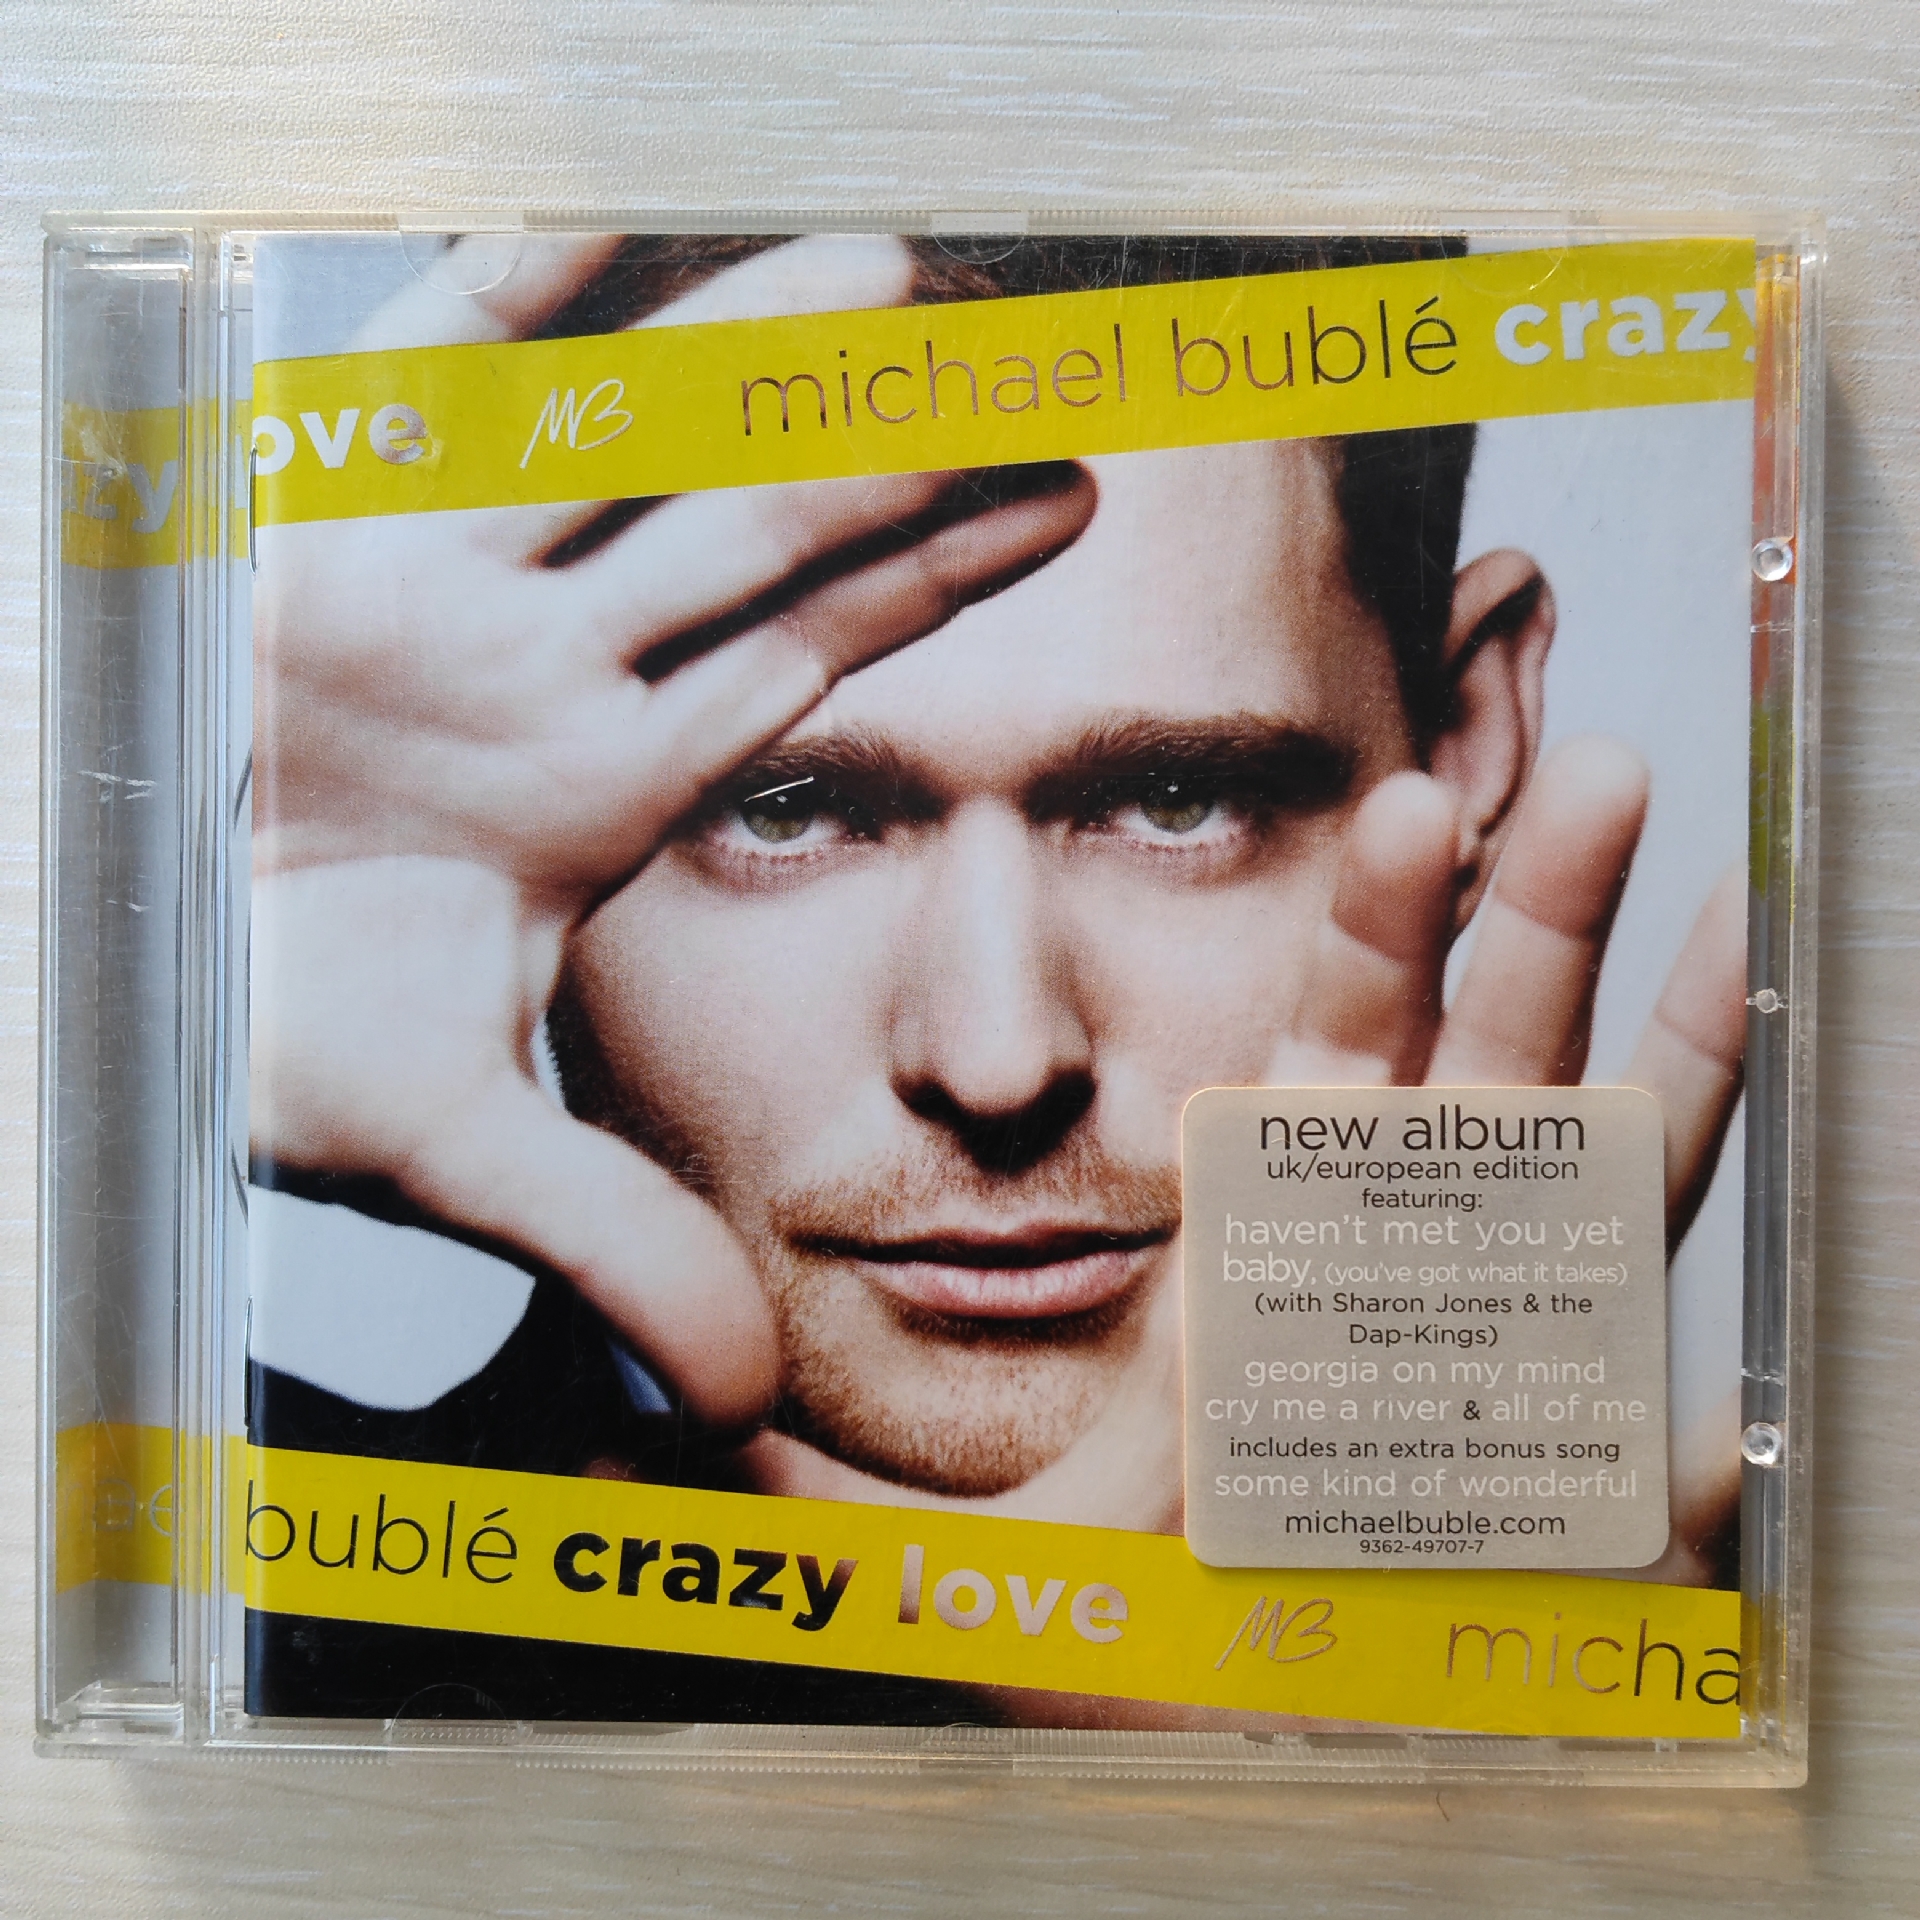 ove MB michael bublé crazy
new album
uk/european edition
featuring:
haven't met you yet
baby, (you've got what it takes)
(with Sharon Jones & the
Dap-Kings)
georgia on my mind
cry me a river & all of me
includes an extra bonus song
some kind of wonderful
michaelbuble.com
9362-49707-7
bublé crazy love MB micha